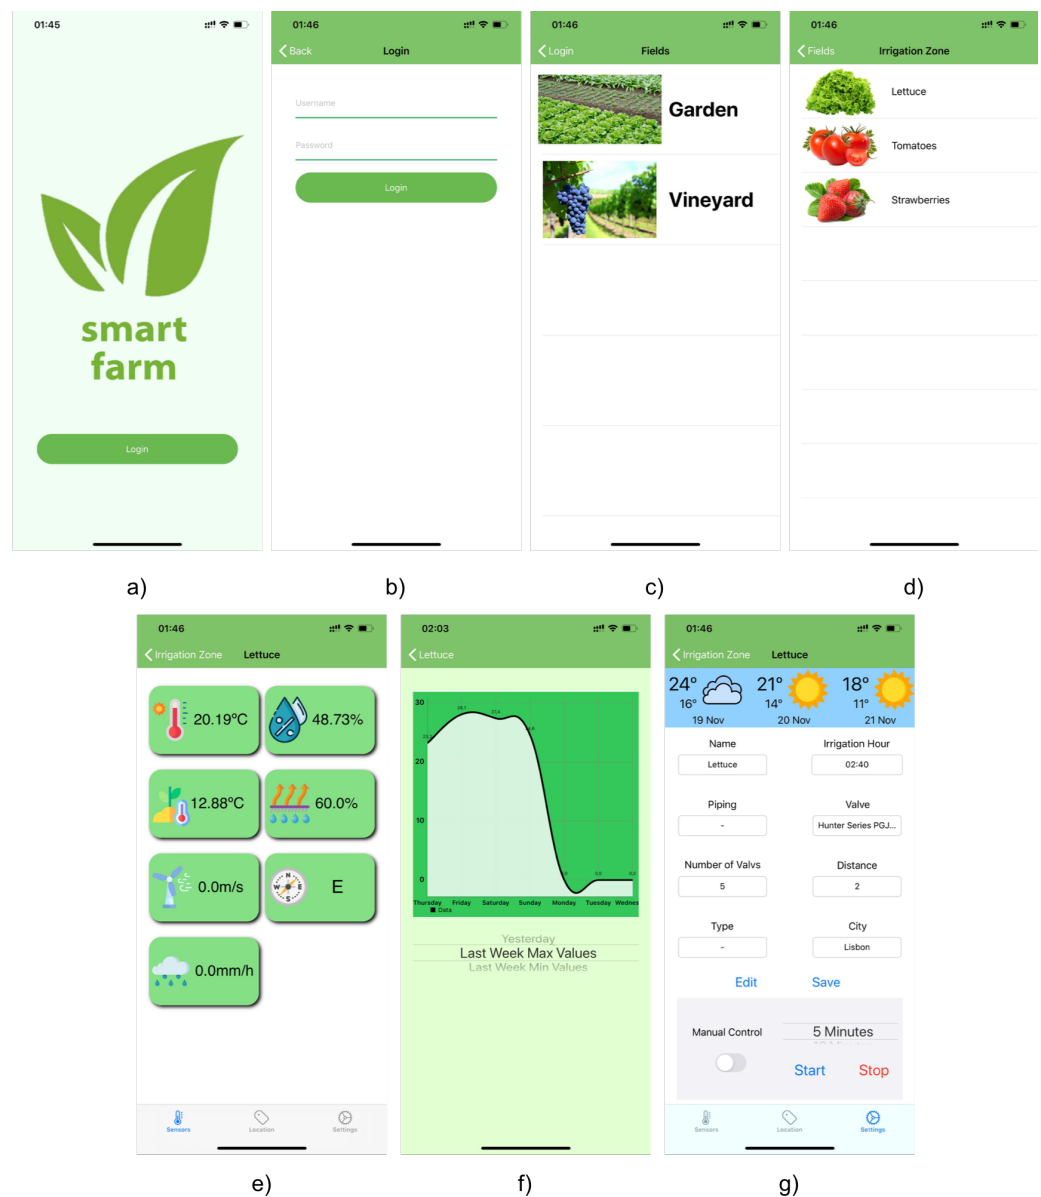 01:45
smart
farm
Login
a)
01:46
Back Login
Username
Password
Login
b)
01:46
Login Fields
Garden
Vineyard
c)
01:46
Fields Irrigation Zone
Lettuce
Tomatoes
Strawberries
d)
01:46
Irrigation Zone Lettuce
20.19ºC 48.73%
12.88ºC 60.0%
0.0m/s N E S W E
0.0mm/h
Sensors Location Settings
e)
02:03
Lettuce
30
20
10
0
Thursday Friday Saturday Sunday Monday Tuesday Wednes
Data
Yesterday
Last Week Max Values
Last Week Min Values
f)
01:46
Irrigation Zone Lettuce
24° 21° 18°
16° 14° 11°
19 Nov 20 Nov 21 Nov
Name Irrigation Hour
Lettuce 02:40
Piping Valve
- Hunter Series PGJ...
Number of Valvs Distance
5 2
Type City
- Lisbon
Edit Save
Manual Control 5 Minutes
Start Stop
Sensors Location Settings
g)